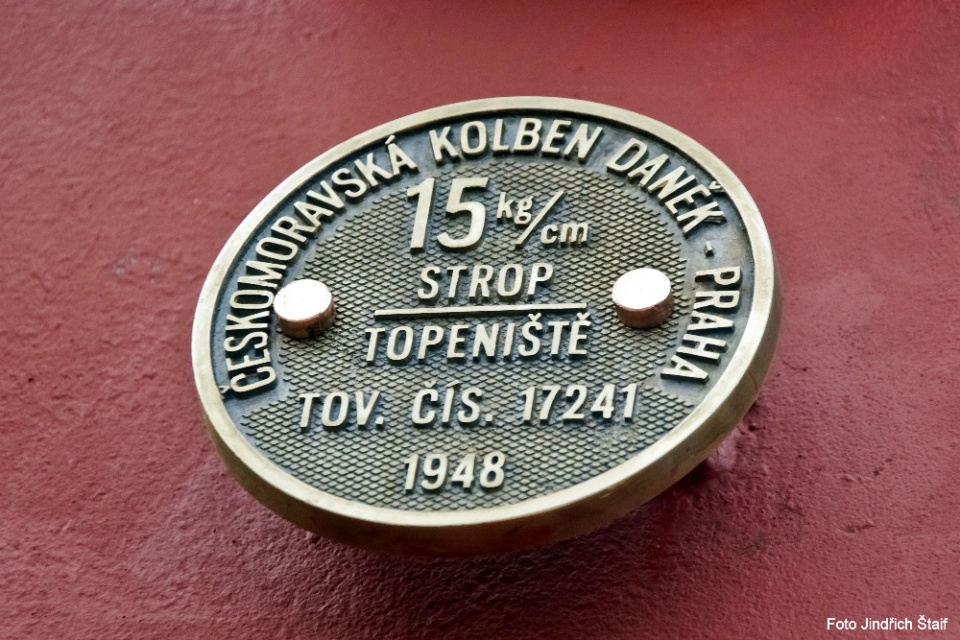 ČESKOMORAVSKÁ KOLBEN DANĚK - PRAHA
15 kg/cm
STROP
TOPENIŠTĚ
TOV. ČÍS. 17241
1948
Foto Jindřich Štaif